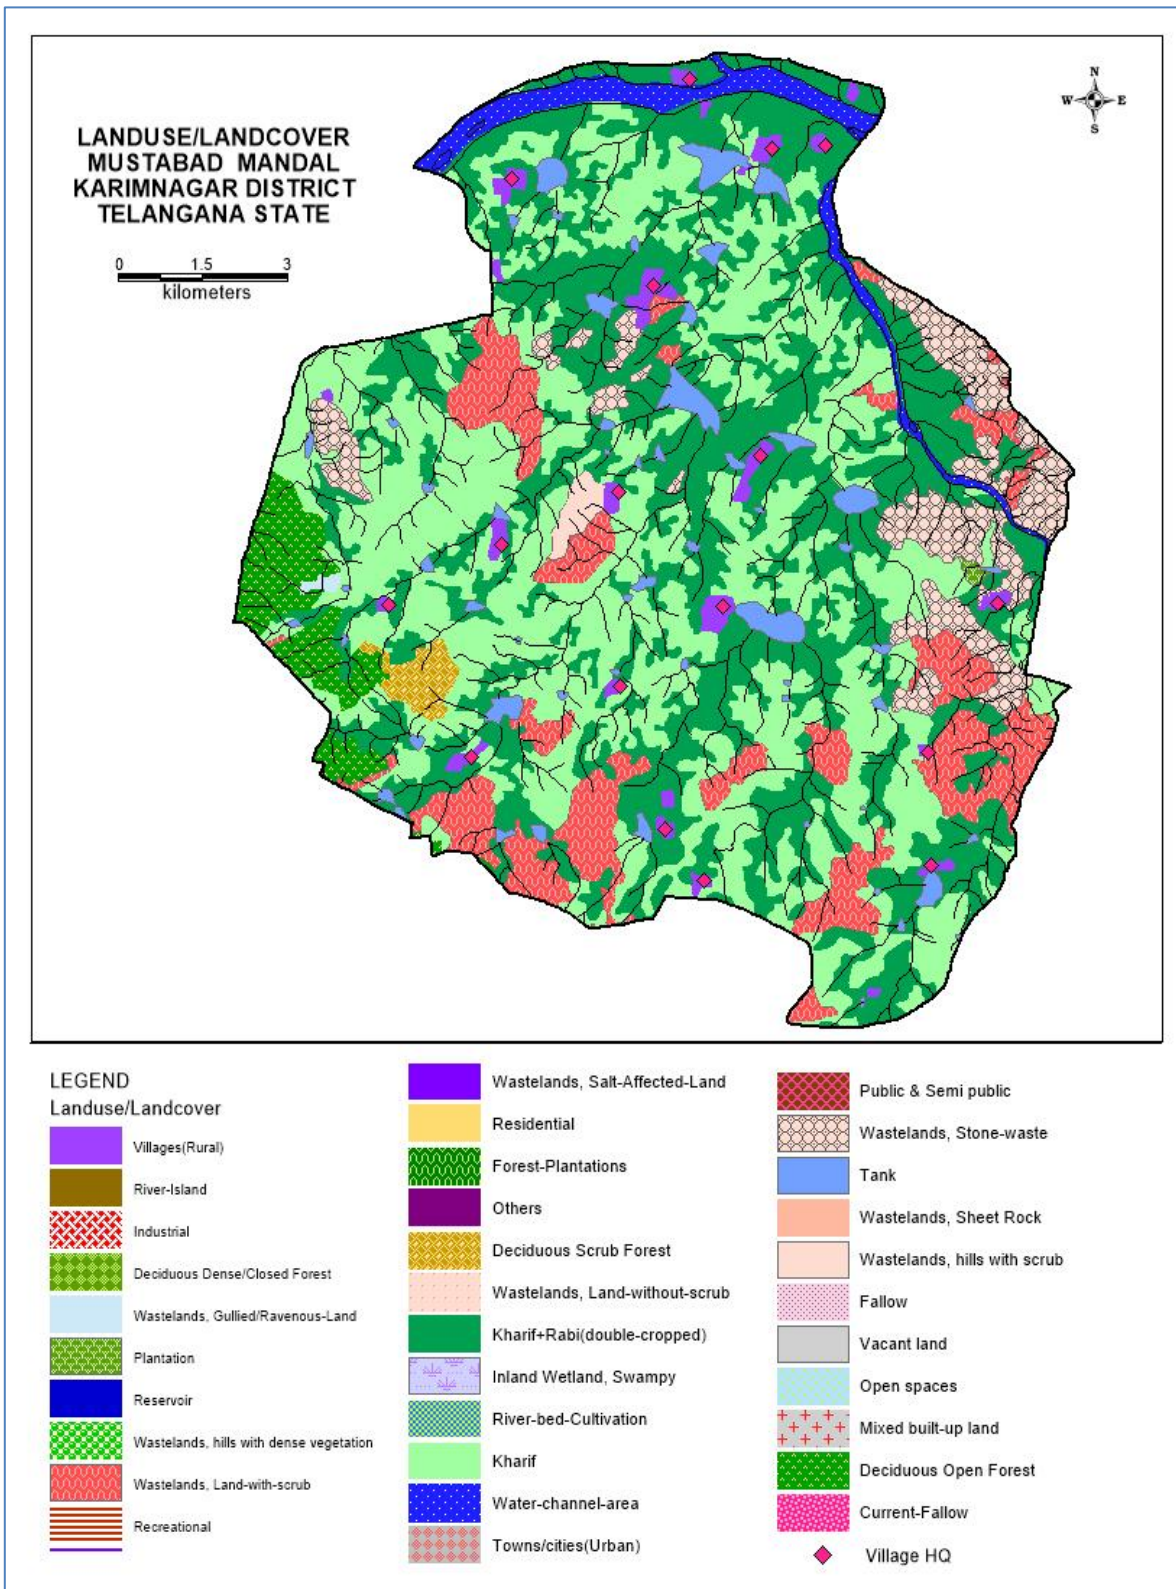 N
W E
S
LANDUSE/LANDCOVER
MUSTABAD MANDAL
KARIMNAGAR DISTRICT
TELANGANA STATE
0 1.5 3
kilometers
LEGEND
Landuse/Landcover
Villages(Rural)
River-Island
Industrial
Deciduous Dense/Closed Forest
Wastelands, Gullied/Ravenous-Land
Plantation
Reservoir
Wastelands, hills with dense vegetation
Wastelands, Land-with-scrub
Recreational
Wastelands, Salt-Affected-Land
Residential
Forest-Plantations
Others
Deciduous Scrub Forest
Wastelands, Land-without-scrub
Kharif+Rabi(double-cropped)
Inland Wetland, Swampy
River-bed-Cultivation
Kharif
Water-channel-area
Towns/cities(Urban)
Public & Semi public
Wastelands, Stone-waste
Tank
Wastelands, Sheet Rock
Wastelands, hills with scrub
Fallow
Vacant land
Open spaces
Mixed built-up land
Deciduous Open Forest
Current-Fallow
Village HQ